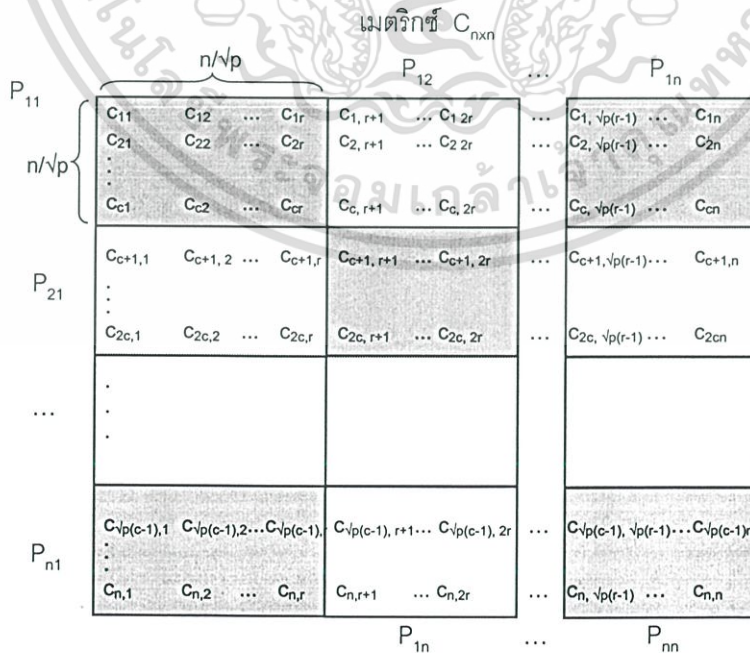 เมตริกซ์ Cnxn
n/√p
P12 ... P1n
P11
C11 C12 ... C1r C1, r+1 ... C1 2r ... C1, √p(r-1) ... C1n
C21 C22 ... C2r C2, r+1 ... C2 2r C2, √p(r-1) ... C2n
n/√p
Cc1 Cc2 ... Ccr Cc, r+1 ... Cc, 2r ... Cc, √p(r-1) ... Ccn
Cc+1,1 Cc+1, 2 ... Cc+1,r Cc+1, r+1 ... Cc+1, 2r ... Cc+1,√p(r-1)... Cc+1,n
P21
C2c,1 C2c,2 ... C2c,r C2c, r+1 ... C2c, 2r ... C2c, √p(r-1) ... C2cn
...
C√p(c-1),1 C√p(c-1),2...C√p(c-1), C√p(c-1), r+1... C√p(c-1), 2r ... C√p(c-1), √p(r-1)...C√p(c-1)r
Pn1
Cn,1 Cn,2 ... Cn,r Cn,r+1 ... Cn,2r ... Cn, √p(r-1) ... Cn,n
P1n ... Pnn